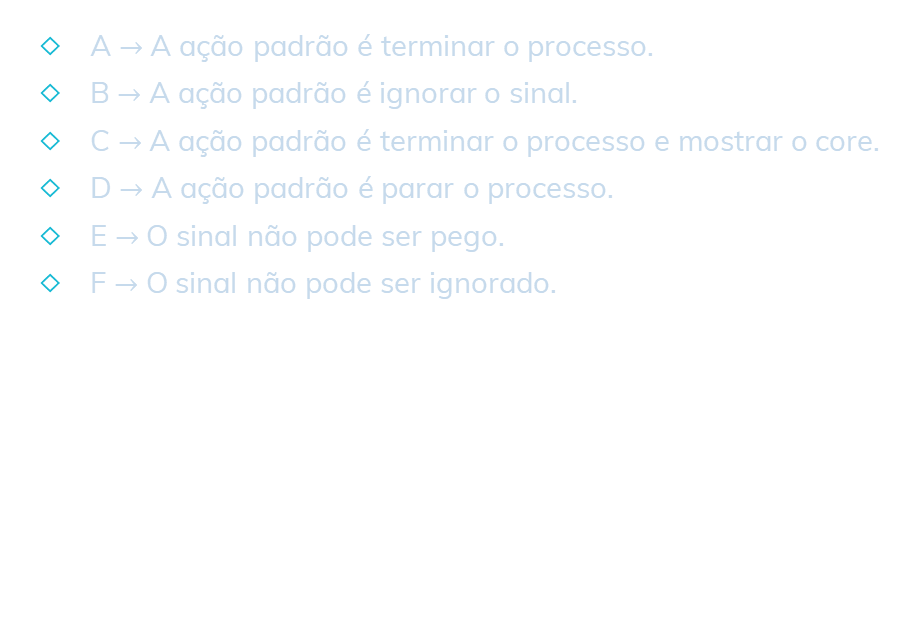 A → A ação padrão é terminar o processo.
B → A ação padrão é ignorar o sinal.
C → A ação padrão é terminar o processo e mostrar o core.
D → A ação padrão é parar o processo.
E → O sinal não pode ser pego.
F → O sinal não pode ser ignorado.